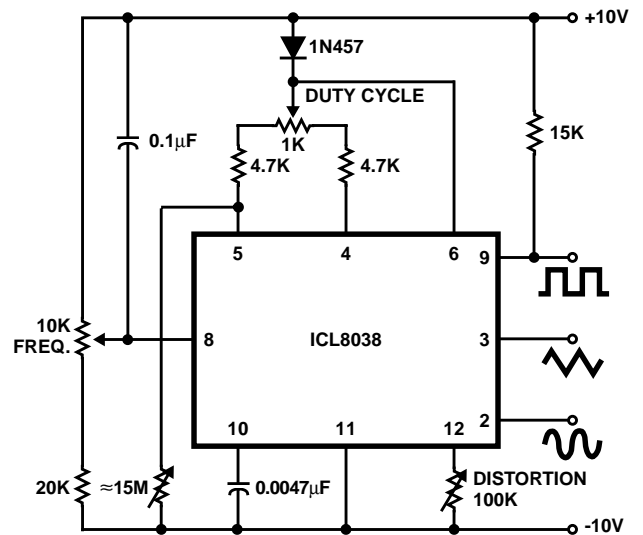 +10V
1N457
DUTY CYCLE
0.1µF
1K
15K
4.7K
4.7K
5
4
6
9
10K
FREQ.
8
ICL8038
3
2
10
11
12
20K
≈15M
0.0047µF
DISTORTION
100K
-10V